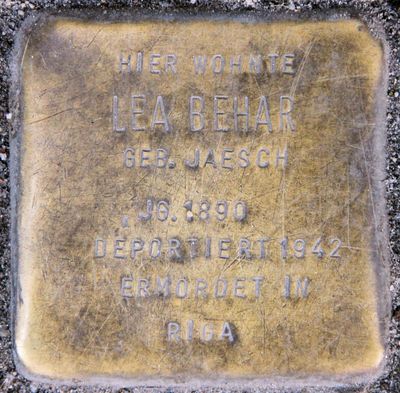 HIER WOHNTE
LEA BEHAR
GEB. JAESCH
JG. 1890
DEPORTIERT 1942
ERMORDET IN
RIGA